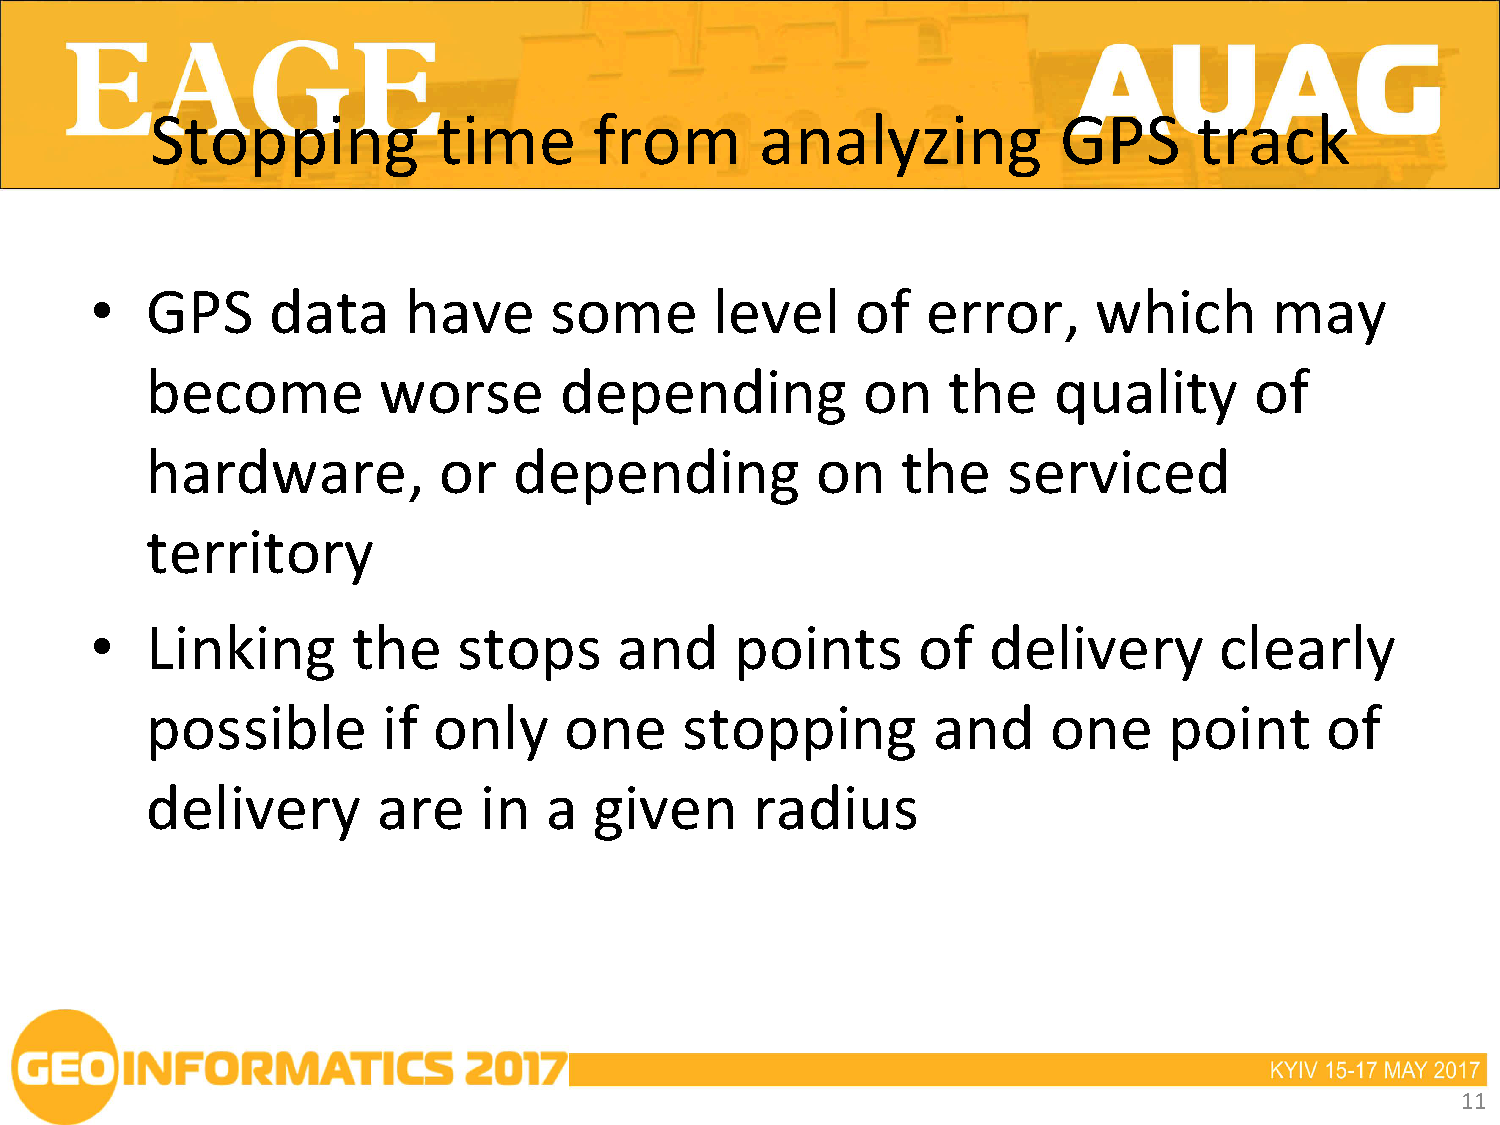 EAGE AUAG
Stopping time from analyzing GPS track
• GPS data have some level of error, which may
become worse depending on the quality of
hardware, or depending on the serviced
territory
• Linking the stops and points of delivery clearly
possible if only one stopping and one point of
delivery are in a given radius
GEOINFORMATICS 2017
KYIV 15-17 MAY 2017
11